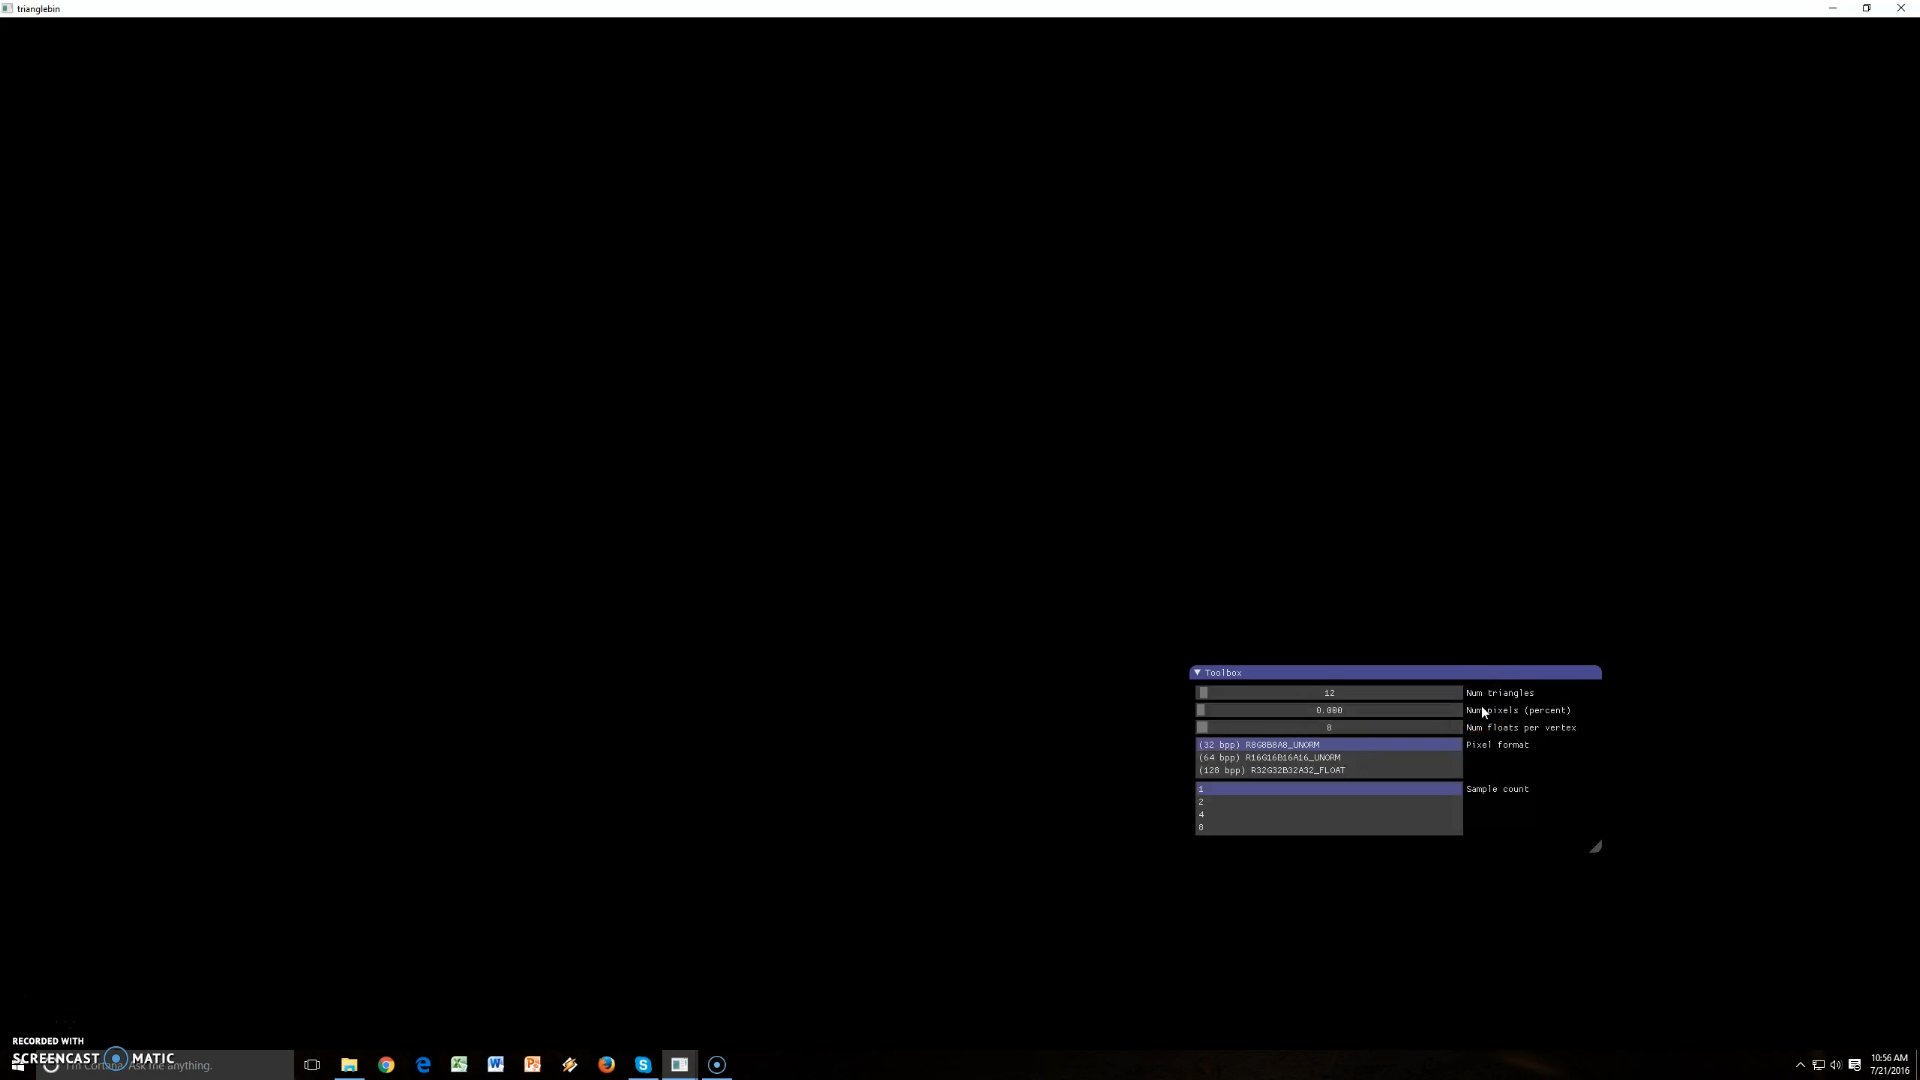 trianglebin
Toolbox
12 Num triangles
0.000 Num pixels (percent)
8 Num floats per vertex
(32 bpp) R8G8B8A8_UNORM Pixel format
(64 bpp) R16G16B16A16_UNORM
(128 bpp) R32G32B32A32_FLOAT
1 Sample count
2
4
8
RECORDED WITH
SCREENCAST MATIC
I'm Cortana. Ask me anything.
10:56 AM
7/21/2016